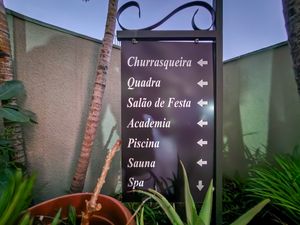 Churrasqueira ←
Quadra ←
Salão de Festa ←
Academia ←
Piscina ←
Sauna ←
Spa ↓